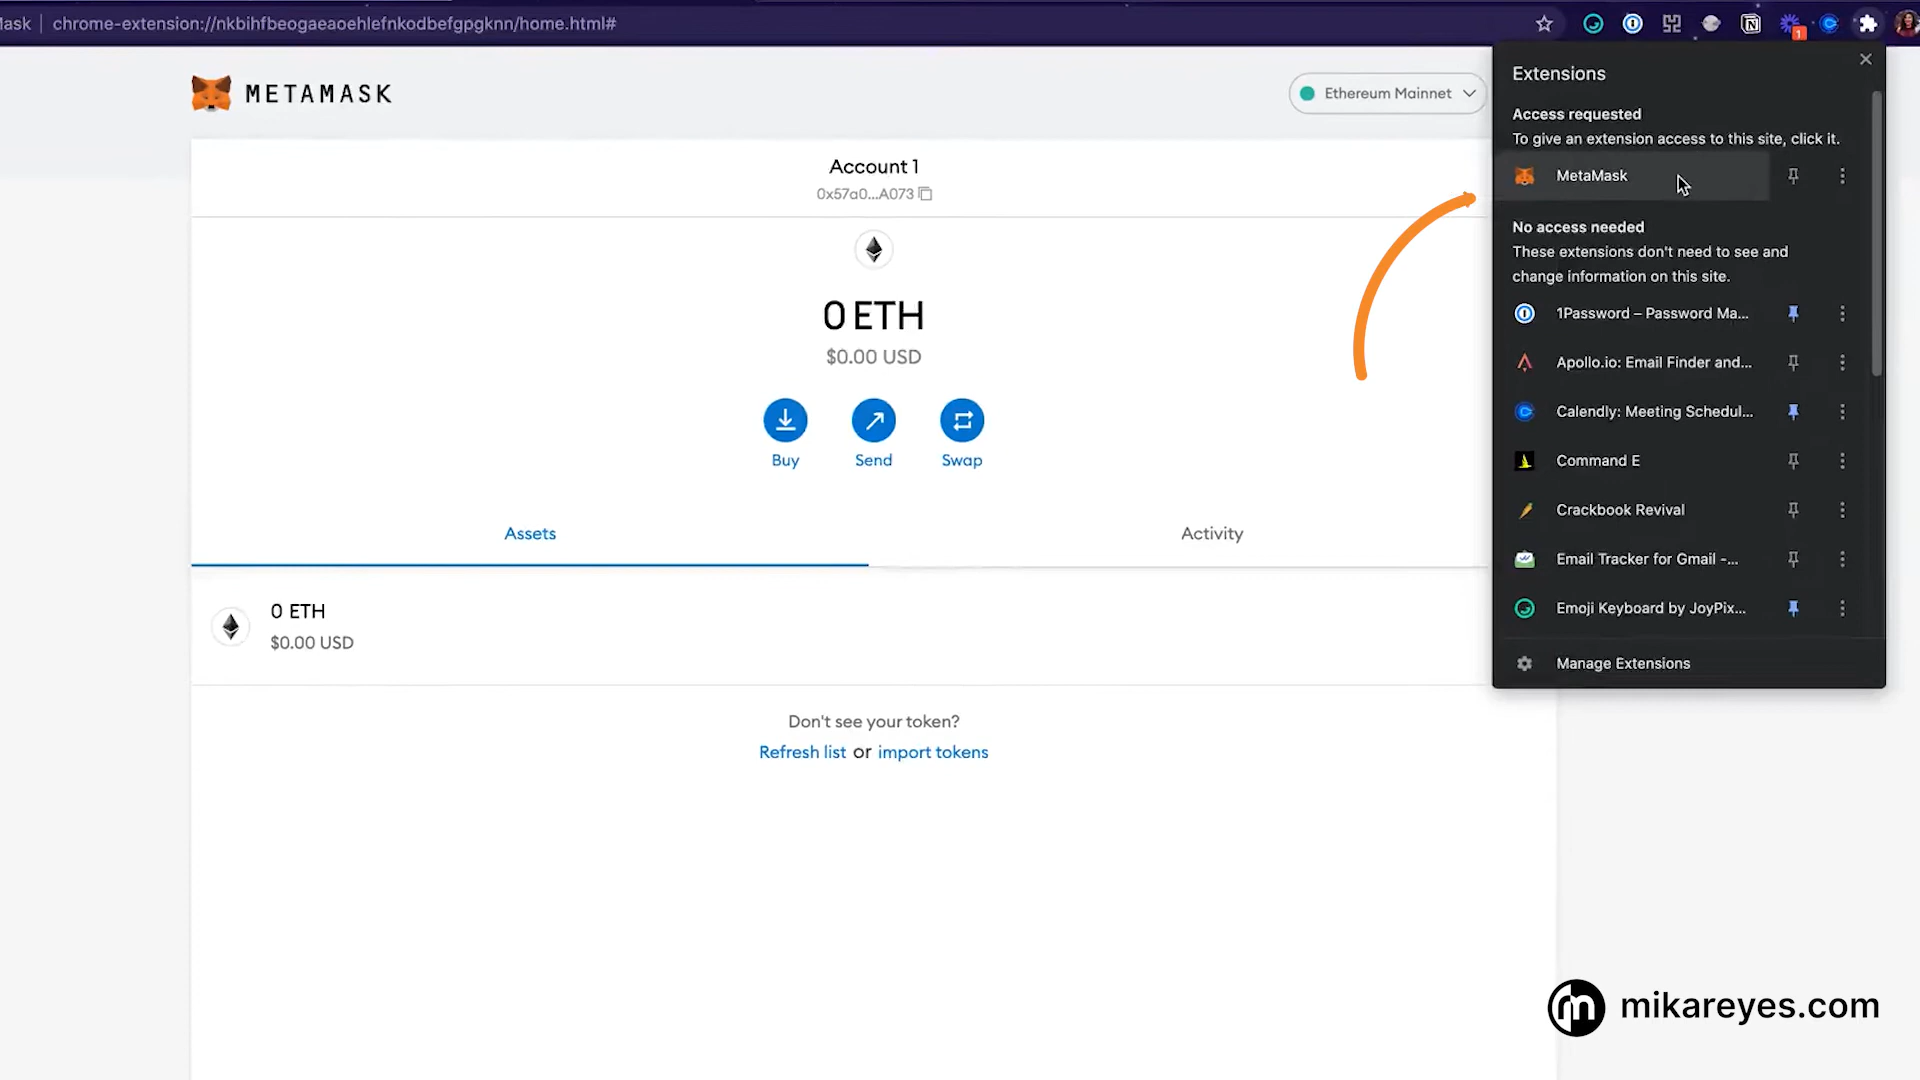 Mask
chrome-extension://nkbihfbeogaeaoehlefnkodbefgpgknn/home.html#
1
METAMASK
Ethereum Mainnet
Account 1
0x57a0...A073
0 ETH
$0.00 USD
Buy
Send
Swap
Assets
Activity
0 ETH
$0.00 USD
Don't see your token?
Refresh list or import tokens
Extensions
Access requested
To give an extension access to this site, click it.
MetaMask
No access needed
These extensions don't need to see and
change information on this site.
1Password – Password Ma...
Apollo.io: Email Finder and...
Calendly: Meeting Schedul...
Command E
Crackbook Revival
Email Tracker for Gmail -...
Emoji Keyboard by JoyPix...
Manage Extensions
mikareyes.com